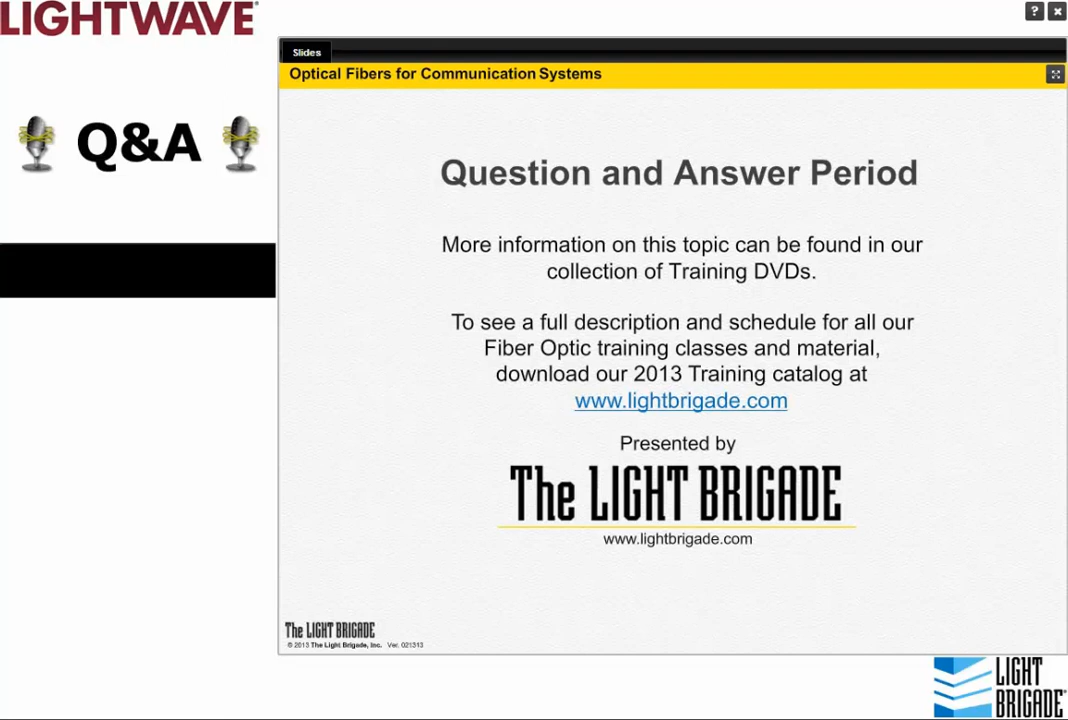 LIGHTWAVE®
? ×
Slides
Optical Fibers for Communication Systems
Q&A
Question and Answer Period
More information on this topic can be found in our
collection of Training DVDs.
To see a full description and schedule for all our
Fiber Optic training classes and material,
download our 2013 Training catalog at
www.lightbrigade.com
Presented by
The LIGHT BRIGADE
www.lightbrigade.com
The LIGHT BRIGADE
© 2013 The Light Brigade, Inc. Ver. 021313
LIGHT
BRIGADE®